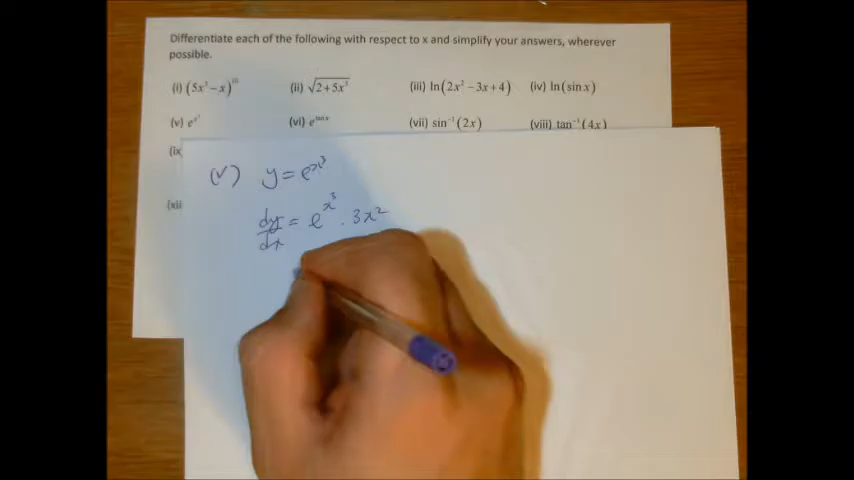 Differentiate each of the following with respect to x and simplify your answers, wherever
possible.
(i) (5x³ − x)¹⁰ (ii) √(2+5x³) (iii) ln(2x² − 3x + 4) (iv) ln(sin x)
(v) e^(x³) (vi) e^(tan x) (vii) sin⁻¹(2x) (viii) tan⁻¹(4x)
(ix
(xii
(v) y = e^(x³)
dy/dx = e^(x³) . 3x²